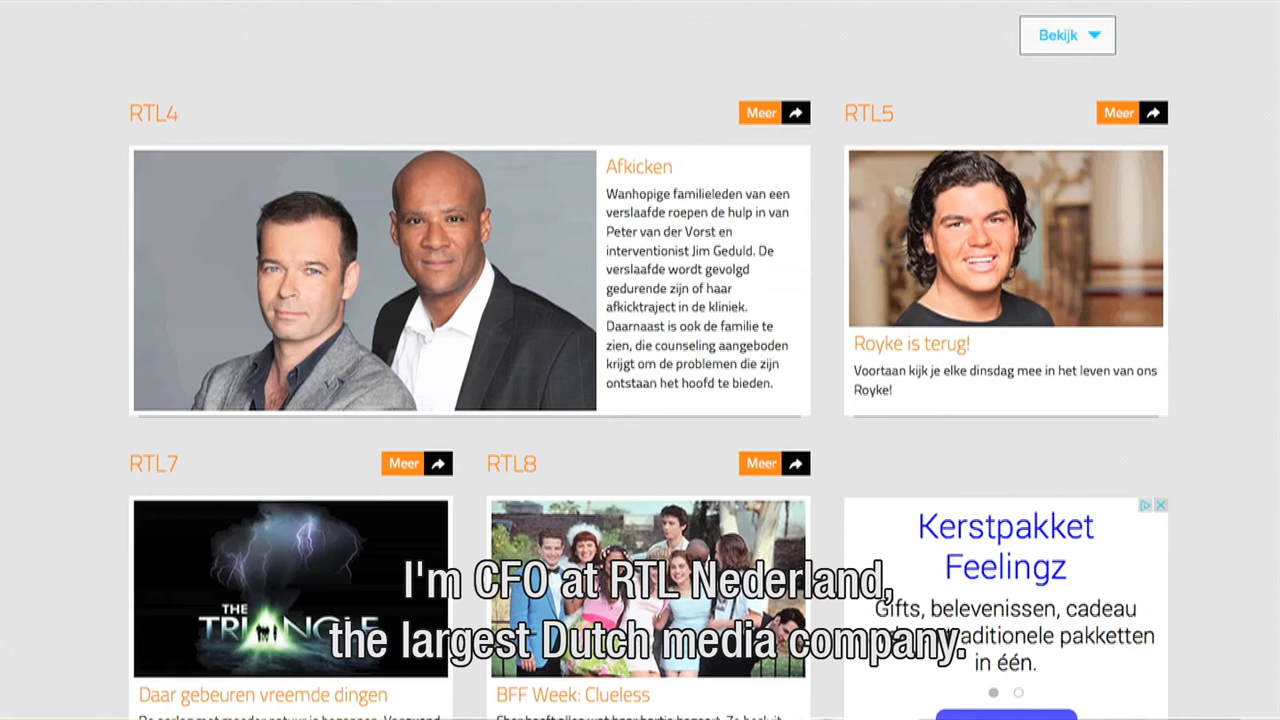 Bekijk
RTL4
Meer
RTL5
Meer
Afkicken
Wanhopige familieleden van een
verslaafde roepen de hulp in van
Peter van der Vorst en
interventionist Jim Geduld. De
verslaafde wordt gevolgd
gedurende zijn of haar
afkicktraject in de kliniek.
Daarnaast is ook de familie te
zien, die counseling aangeboden
krijgt om de problemen die zijn
ontstaan het hoofd te bieden.
Royke is terug!
Voortaan kijk je elke dinsdag mee in het leven van ons
Royke!
RTL7
Meer
RTL8
Meer
THE
TRIANGLE
Kerstpakket
Feelingz
Gifts, belevenissen, cadeau
traditionele pakketten
in één.
I'm CFO at RTL Nederland,
the largest Dutch media company.
Daar gebeuren vreemde dingen
BFF Week: Clueless